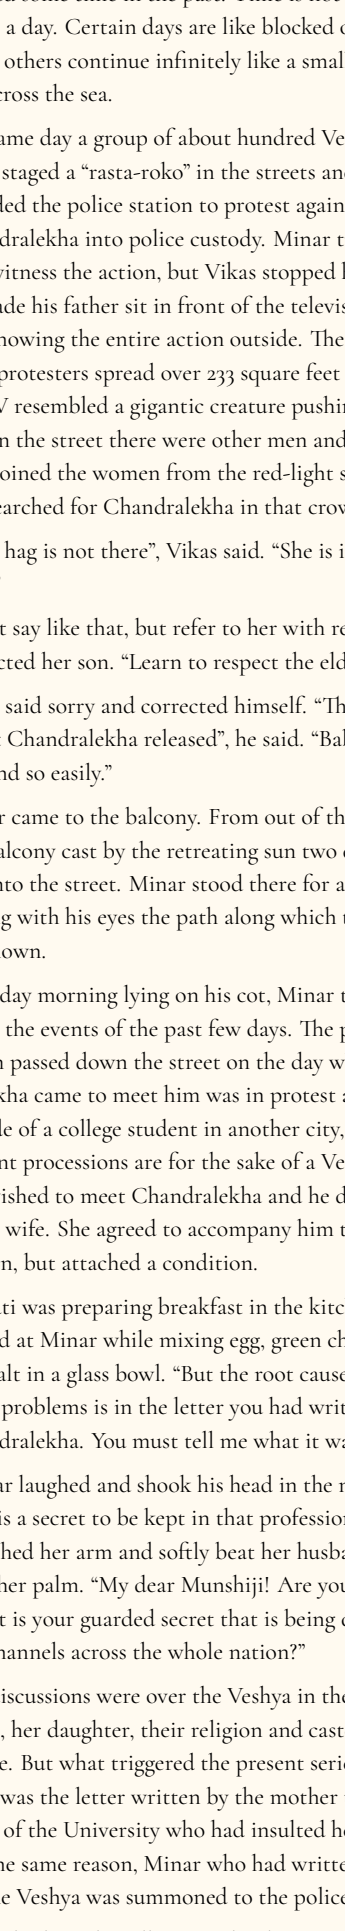 a day. Certain days are like blocked
others continue infinitely like a smal
cross the sea.
ame day a group of about hundred Ve
staged a “rasta-roko” in the streets an
ded the police station to protest again
dralekha into police custody. Minar t
witness the action, but Vikas stopped
ade his father sit in front of the televis
howing the entire action outside. The
protesters spread over 233 square feet
V resembled a gigantic creature pushi
n the street there were other men and
joined the women from the red-light s
earched for Chandralekha in that crow
hag is not there”, Vikas said. “She is i
t say like that, but refer to her with re
cted her son. “Learn to respect the eld
said sorry and corrected himself. “Th
t Chandralekha released”, he said. “Bal
nd so easily.”
r came to the balcony. From out of th
alcony cast by the retreating sun two
nto the street. Minar stood there for a
g with his eyes the path along which t
own.
day morning lying on his cot, Minar t
the events of the past few days. The p
n passed down the street on the day w
kha came to meet him was in protest a
de of a college student in another city,
nt processions are for the sake of a Ve
vished to meet Chandralekha and he d
wife. She agreed to accompany him t
n, but attached a condition.
ti was preparing breakfast in the kitc
d at Minar while mixing egg, green ch
alt in a glass bowl. “But the root cause
problems is in the letter you had writ
dralekha. You must tell me what it wa
ar laughed and shook his head in the n
is a secret to be kept in that profession
hed her arm and softly beat her husba
her palm. “My dear Munshiji! Are you
t is your guarded secret that is being
hannels across the whole nation?”
iscussions were over the Veshya in the
, her daughter, their religion and cast
e. But what triggered the present seri
was the letter written by the mother
of the University who had insulted he
he same reason, Minar who had writte
e Veshya was summoned to the police